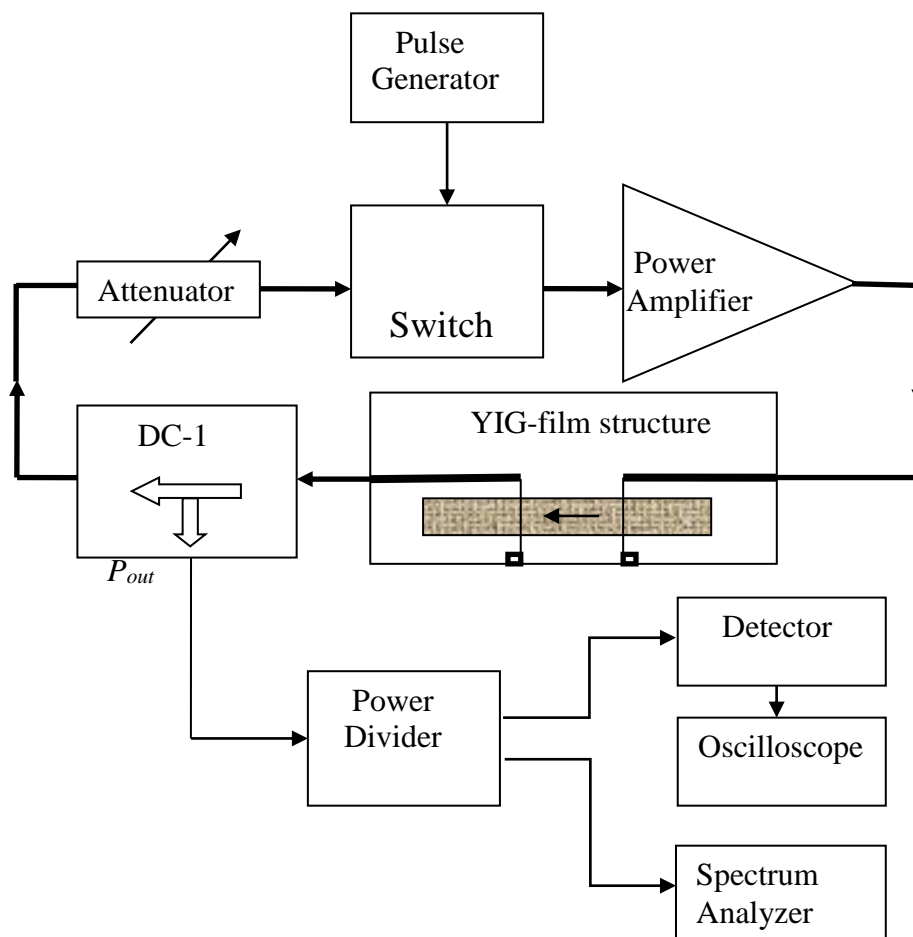 Pulse
Generator
Attenuator
Switch
Power
Amplifier
DC-1
YIG-film structure
P_out
Power
Divider
Detector
Oscilloscope
Spectrum
Analyzer